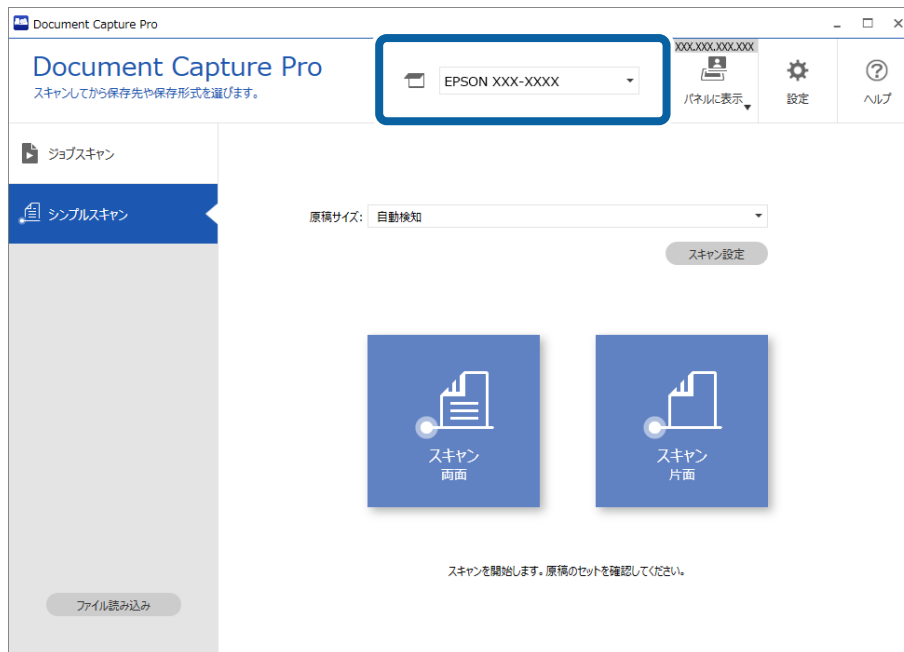 Document Capture Pro
Document Capture Pro
スキャンしてから保存先や保存形式を選びます。
EPSON XXX-XXXX
XXX.XXX.XXX.XXX
パネルに表示
設定
ヘルプ
ジョブスキャン
シンプルスキャン
原稿サイズ: 自動検知
スキャン設定
スキャン
両面
スキャン
片面
スキャンを開始します。原稿のセットを確認してください。
ファイル読み込み